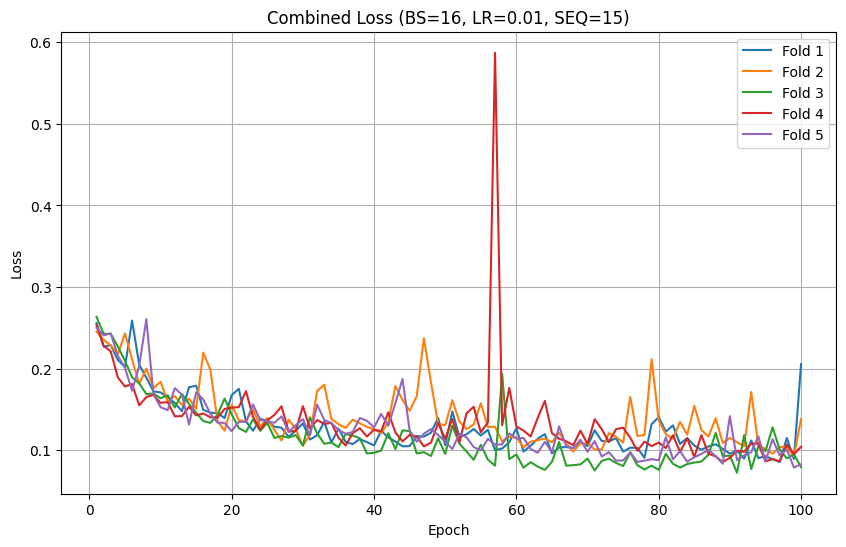 Combined Loss (BS=16, LR=0.01, SEQ=15)
Fold 1
Fold 2
Fold 3
Fold 4
Fold 5
Loss
0.6
0.5
0.4
0.3
0.2
0.1
0 20 40 60 80 100
Epoch